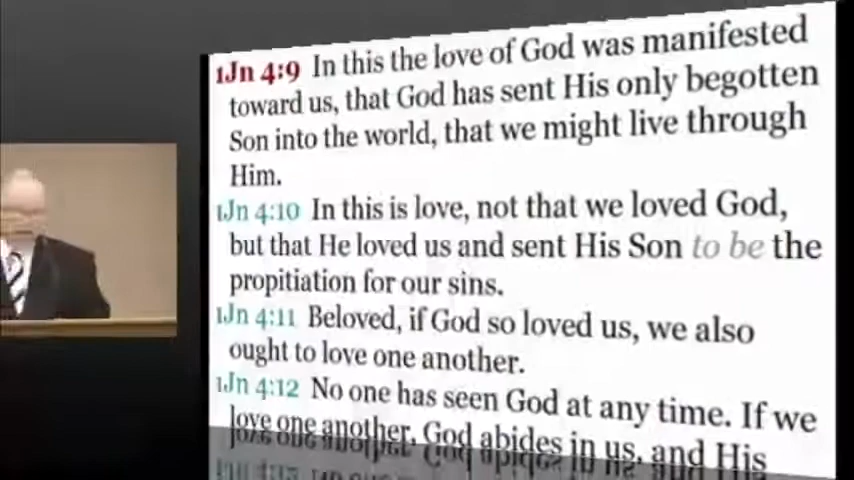 1Jn 4:9 In this the love of God was manifested
toward us, that God has sent His only begotten
Son into the world, that we might live through
Him.
1Jn 4:10 In this is love, not that we loved God,
but that He loved us and sent His Son to be the
propitiation for our sins.
1Jn 4:11 Beloved, if God so loved us, we also
ought to love one another.
1Jn 4:12 No one has seen God at any time. If we
love one another, God abides in us, and His